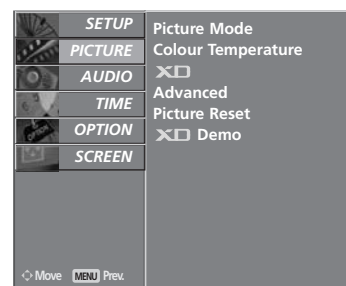 SETUP
PICTURE
AUDIO
TIME
OPTION
SCREEN
Move MENU Prev.
Picture Mode
Colour Temperature
XD
Advanced
Picture Reset
XD Demo